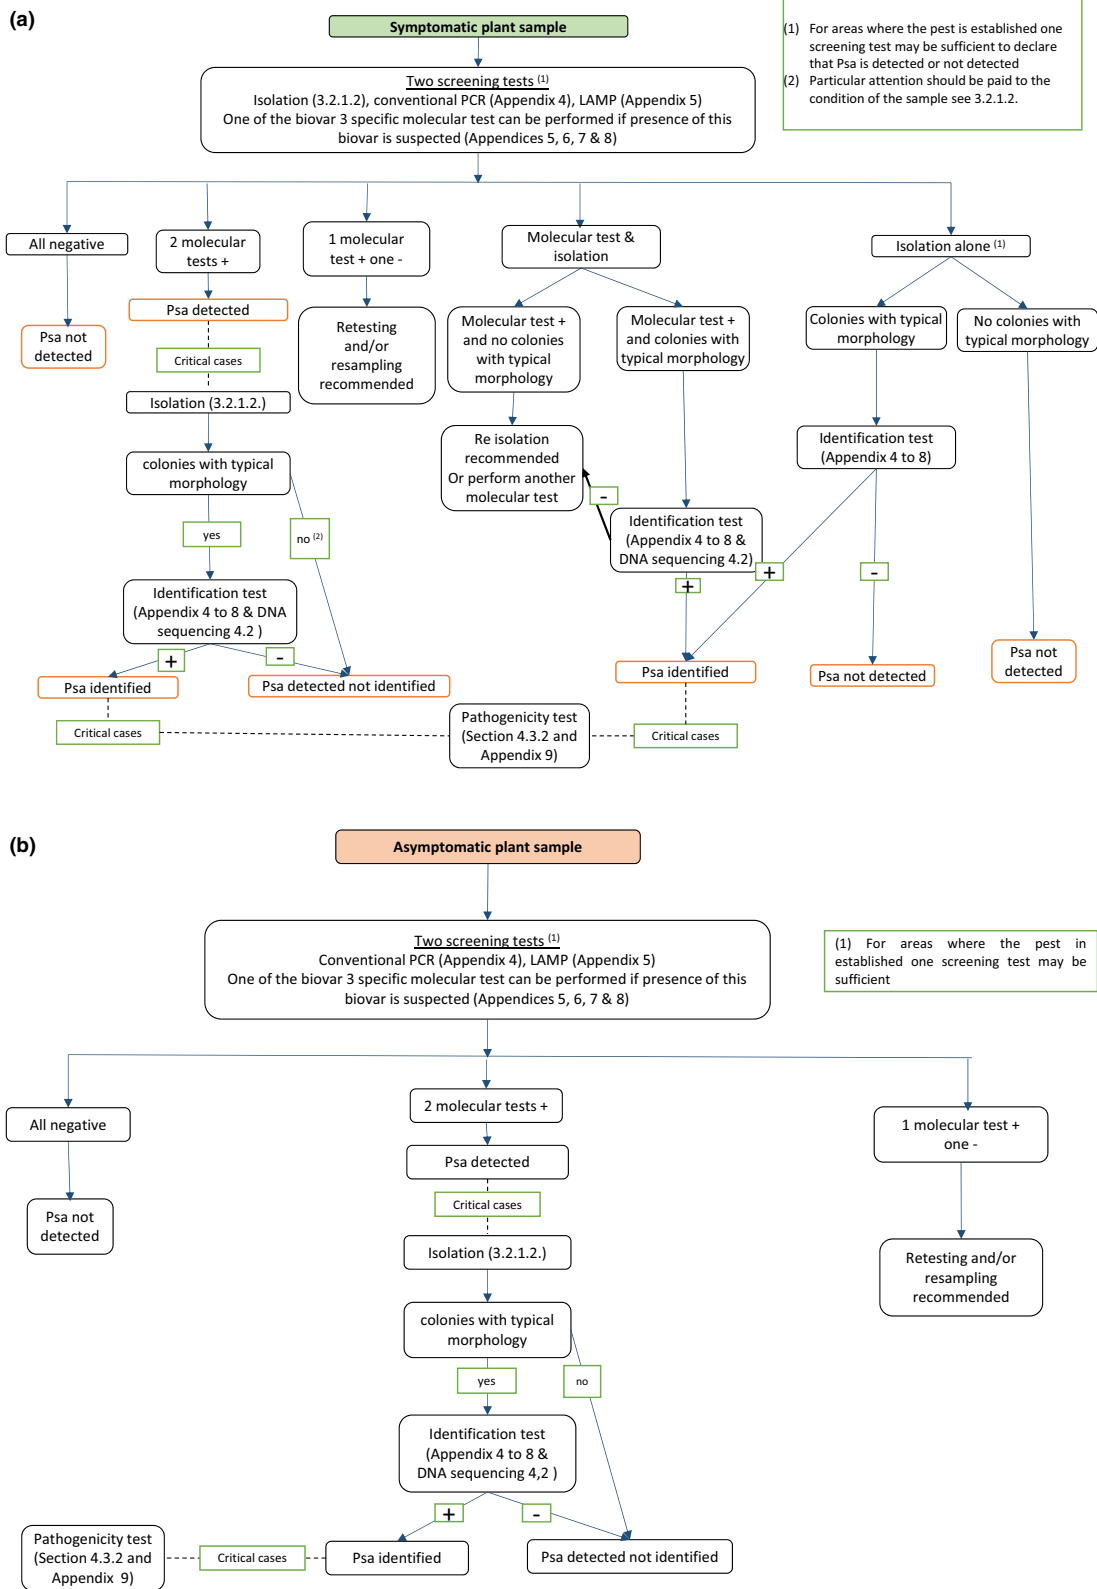 (a)
Symptomatic plant sample
(1) For areas where the pest is established one
screening test may be sufficient to declare
that Psa is detected or not detected
(2) Particular attention should be paid to the
condition of the sample see 3.2.1.2.
Two screening tests (1)
Isolation (3.2.1.2), conventional PCR (Appendix 4), LAMP (Appendix 5)
One of the biovar 3 specific molecular test can be performed if presence of this
biovar is suspected (Appendices 5, 6, 7 & 8)
All negative
2 molecular
tests +
1 molecular
test + one -
Molecular test &
isolation
Isolation alone (1)
Psa not
detected
Psa detected
Critical cases
Isolation (3.2.1.2.)
Retesting
and/or
resampling
recommended
Molecular test +
and no colonies
with typical
morphology
Molecular test +
and colonies with
typical morphology
Colonies with typical
morphology
No colonies with
typical morphology
colonies with typical
morphology
Re isolation
recommended
Or perform another
molecular test
Identification test
(Appendix 4 to 8)
yes
no (2)
-
Identification test
(Appendix 4 to 8 &
DNA sequencing 4.2)
+
+
-
Identification test
(Appendix 4 to 8 & DNA
sequencing 4.2 )
+
-
Psa identified
Psa detected not identified
Psa identified
Psa not detected
Psa not
detected
Critical cases
Pathogenicity test
(Section 4.3.2 and
Appendix 9)
Critical cases
(b)
Asymptomatic plant sample
Two screening tests (1)
Conventional PCR (Appendix 4), LAMP (Appendix 5)
One of the biovar 3 specific molecular test can be performed if presence of this
biovar is suspected (Appendices 5, 6, 7 & 8)
(1) For areas where the pest in
established one screening test may be
sufficient
All negative
2 molecular tests +
1 molecular test +
one -
Psa not
detected
Psa detected
Critical cases
Isolation (3.2.1.2.)
Retesting and/or
resampling
recommended
colonies with typical
morphology
yes
no
Identification test
(Appendix 4 to 8 &
DNA sequencing 4,2 )
+
-
Pathogenicity test
(Section 4.3.2 and
Appendix 9)
Critical cases
Psa identified
Psa detected not identified